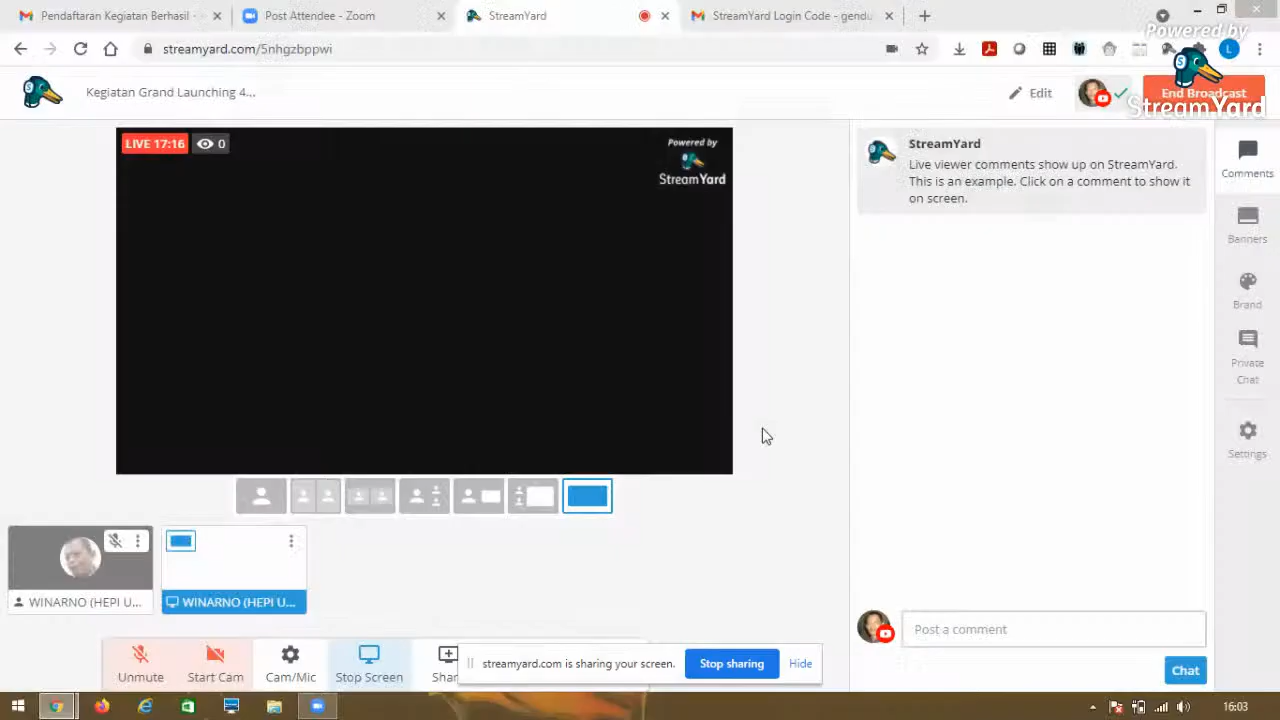 Pendaftaran Kegiatan Berhasil -
Post Attendee - Zoom
StreamYard
StreamYard Login Code - gendu
streamyard.com/5nhgzbppwi
L
Powered by
StreamYard
Kegiatan Grand Launching 4...
Edit
End Broadcast
LIVE 17:16
0
Powered by
StreamYard
StreamYard
Live viewer comments show up on StreamYard.
This is an example. Click on a comment to show it
on screen.
Comments
Banners
Brand
Private
Chat
Settings
WINARNO (HEPI U...
WINARNO (HEPI U...
Post a comment
Chat
Unmute
Start Cam
Cam/Mic
Stop Screen
Shar
streamyard.com is sharing your screen.
Stop sharing
Hide
16:03